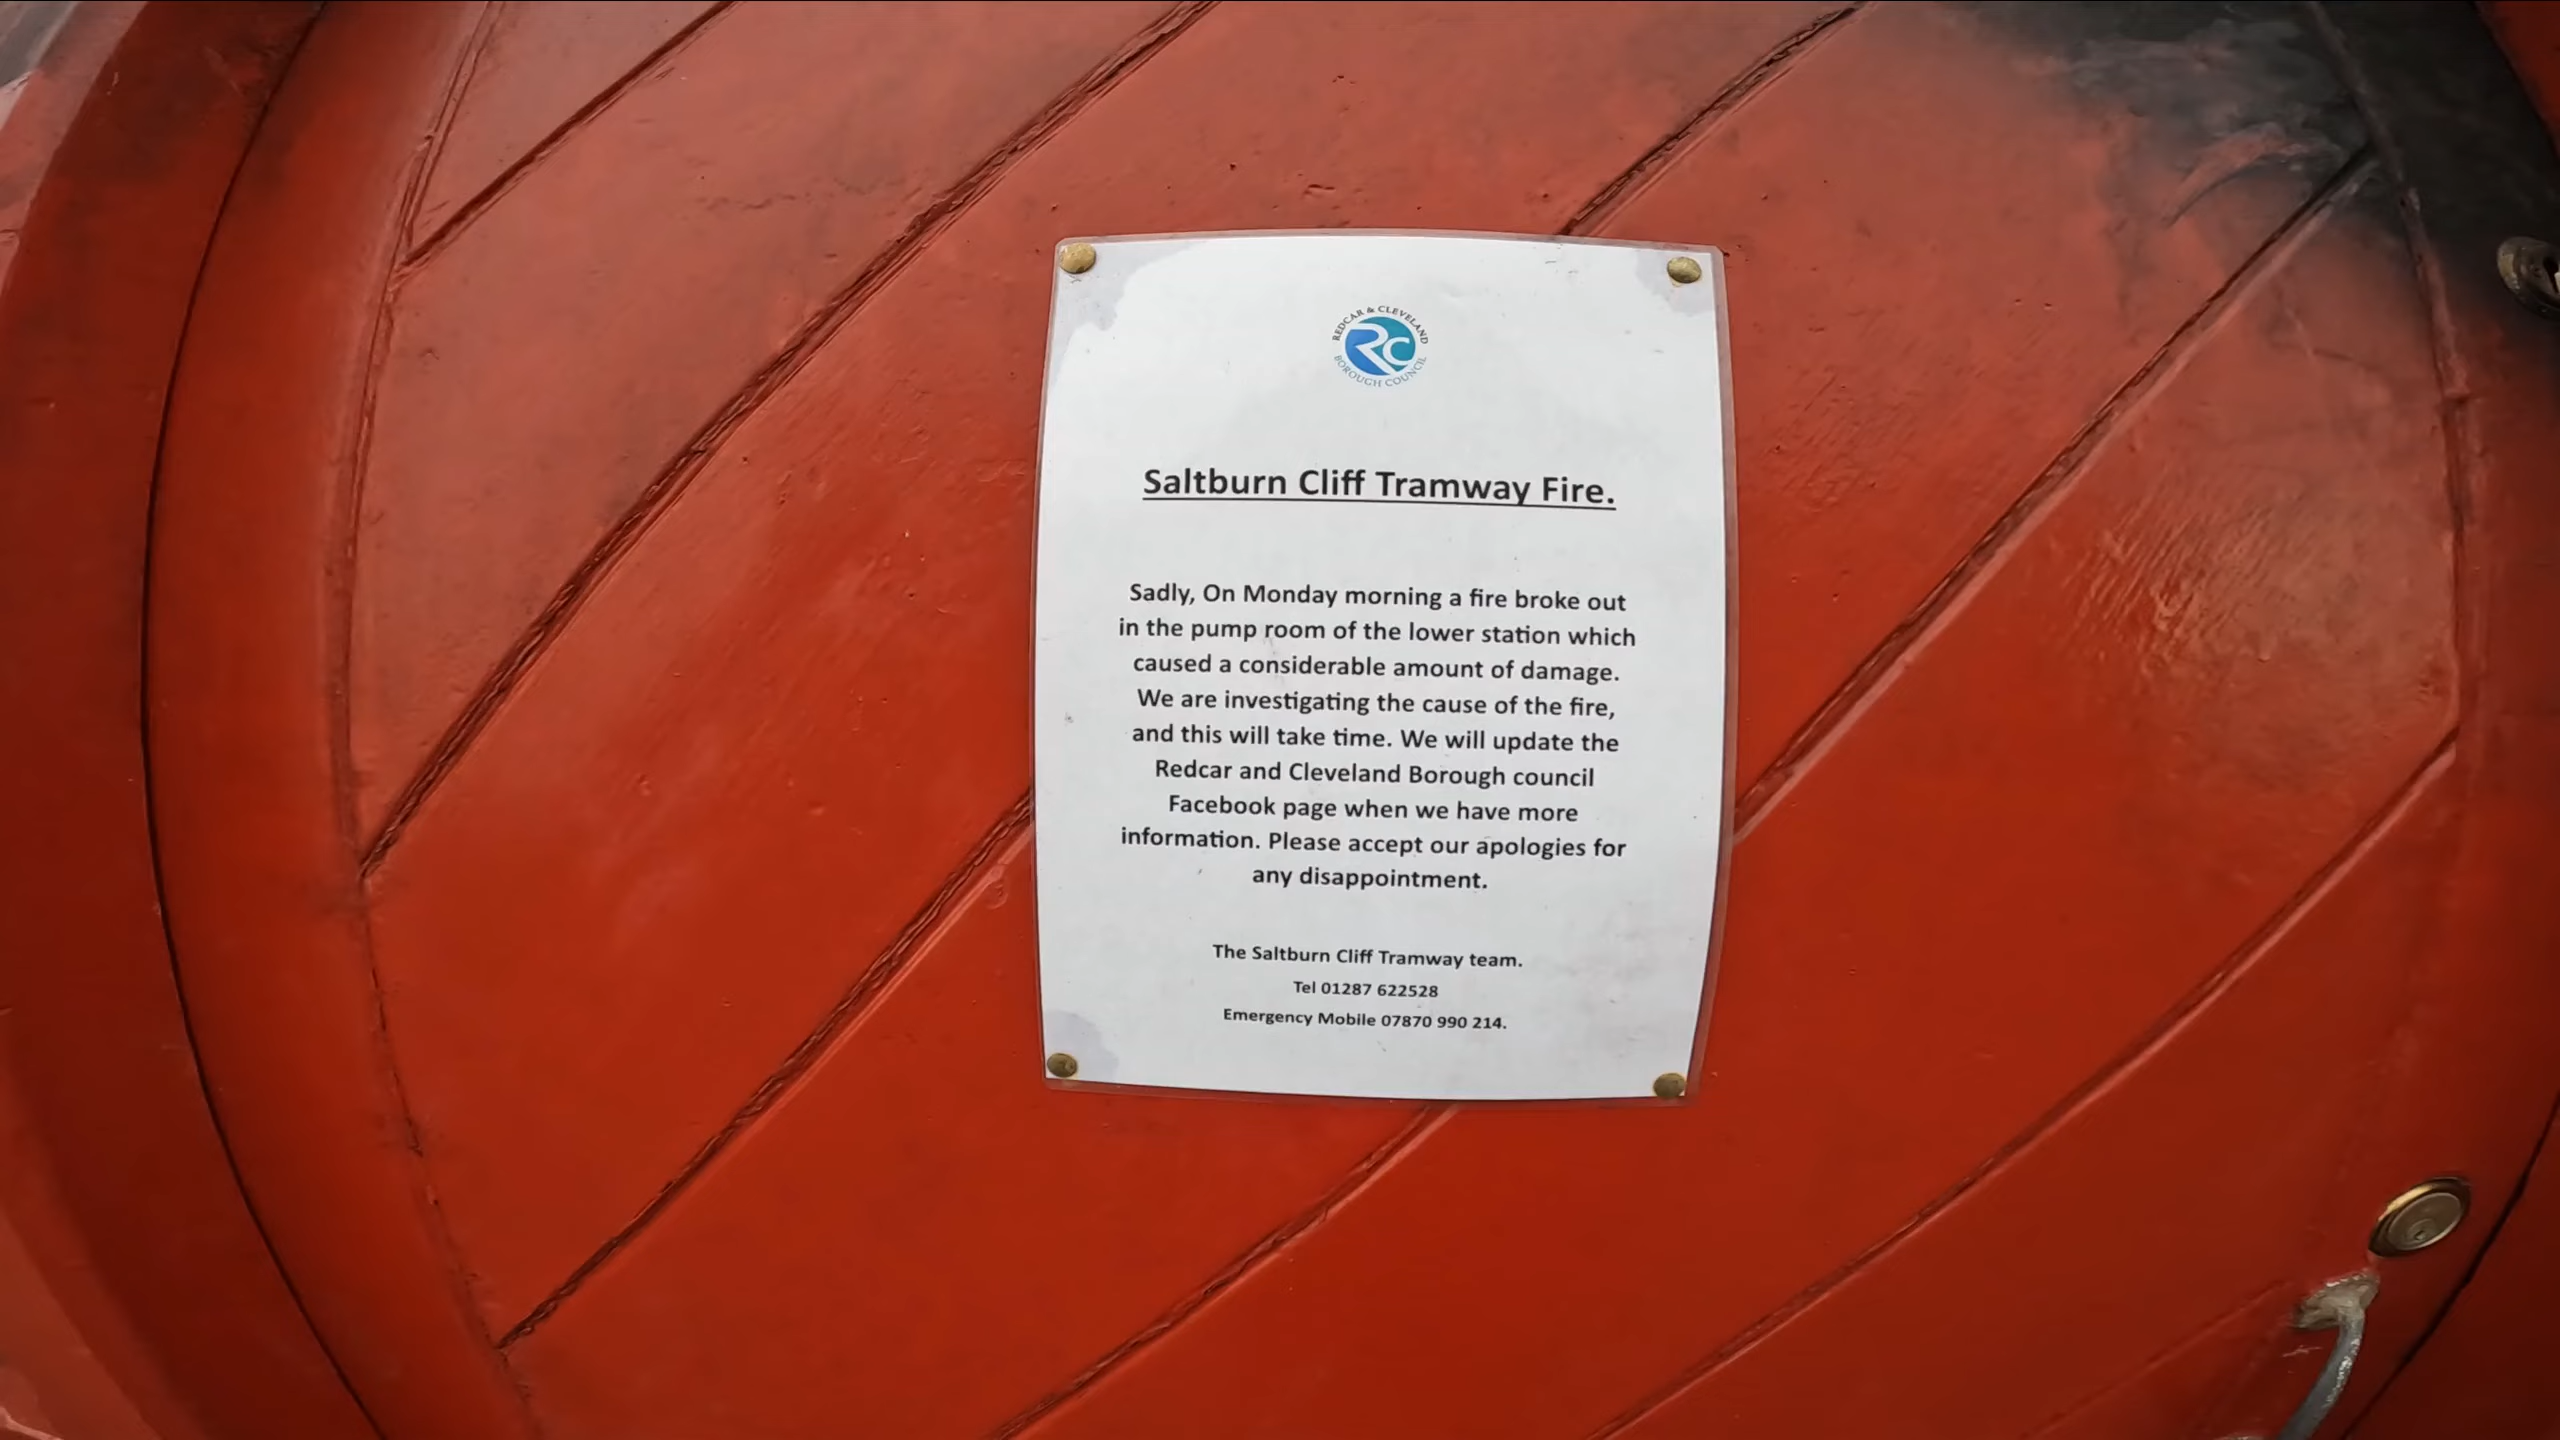 REDCAR & CLEVELAND
RC
BOROUGH COUNCIL
Saltburn Cliff Tramway Fire.
Sadly, On Monday morning a fire broke out
in the pump room of the lower station which
caused a considerable amount of damage.
We are investigating the cause of the fire,
and this will take time. We will update the
Redcar and Cleveland Borough council
Facebook page when we have more
information. Please accept our apologies for
any disappointment.
The Saltburn Cliff Tramway team.
Tel 01287 622528
Emergency Mobile 07870 990 214.